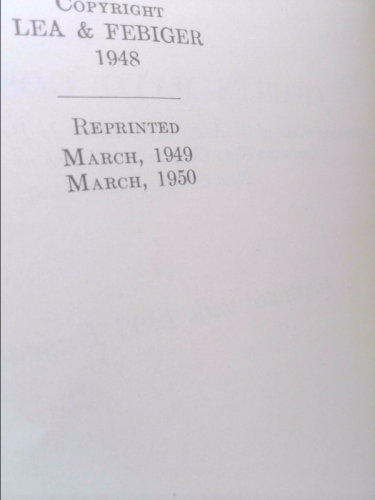 COPYRIGHT
LEA & FEBIGER
1948
REPRINTED
MARCH, 1949
MARCH, 1950